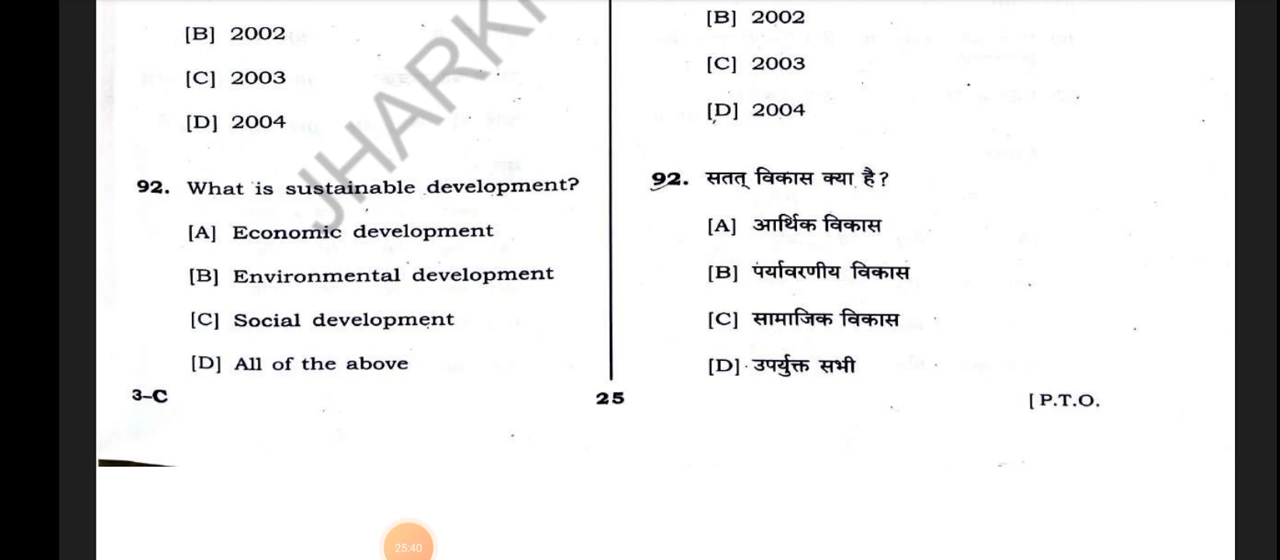 [B] 2002
[C] 2003
[D] 2004
92. What is sustainable development?
[A] Economic development
[B] Environmental development
[C] Social development
[D] All of the above
3–C
[B] 2002
[C] 2003
[D] 2004
92. सतत् विकास क्या है?
[A] आर्थिक विकास
[B] पर्यावरणीय विकास
[C] सामाजिक विकास
[D] उपर्युक्त सभी
25
[ P.T.O.
JHARK
25:40